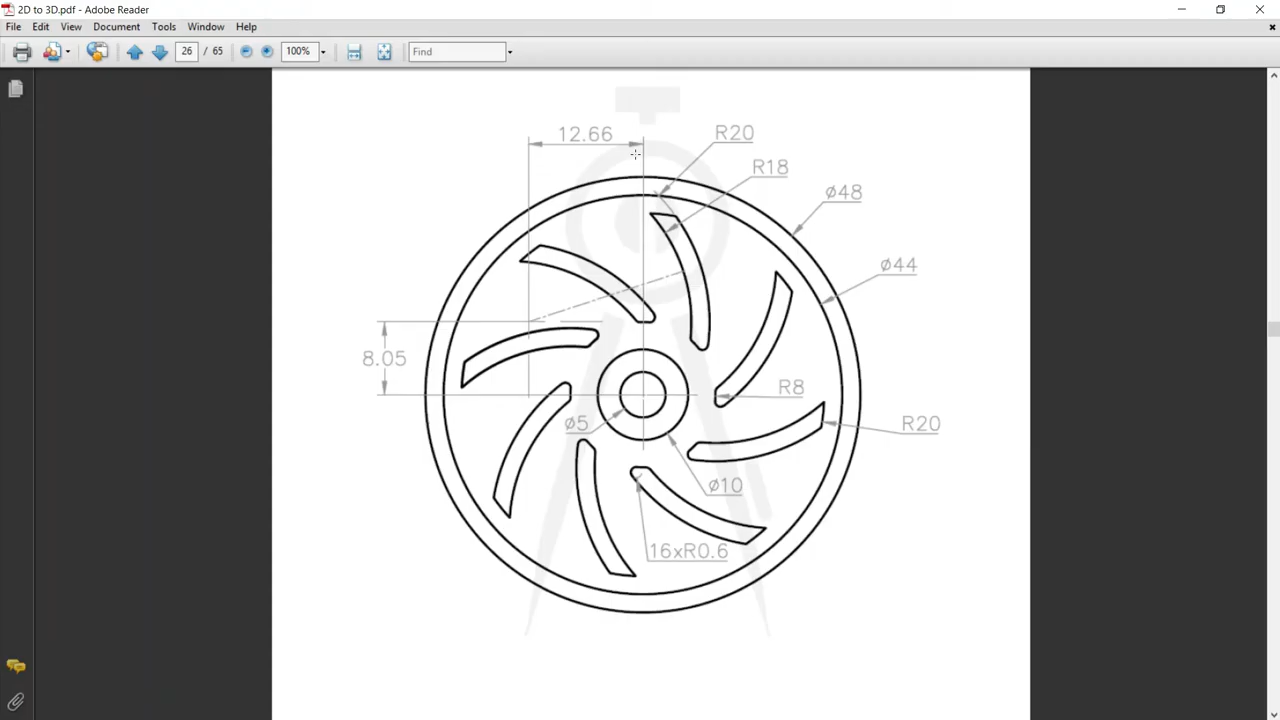 2D to 3D.pdf - Adobe Reader
File Edit View Document Tools Window Help
26 / 65 100% Find
12.66
R20
R18
ø48
ø44
8.05
R8
ø5
R20
ø10
16xR0.6